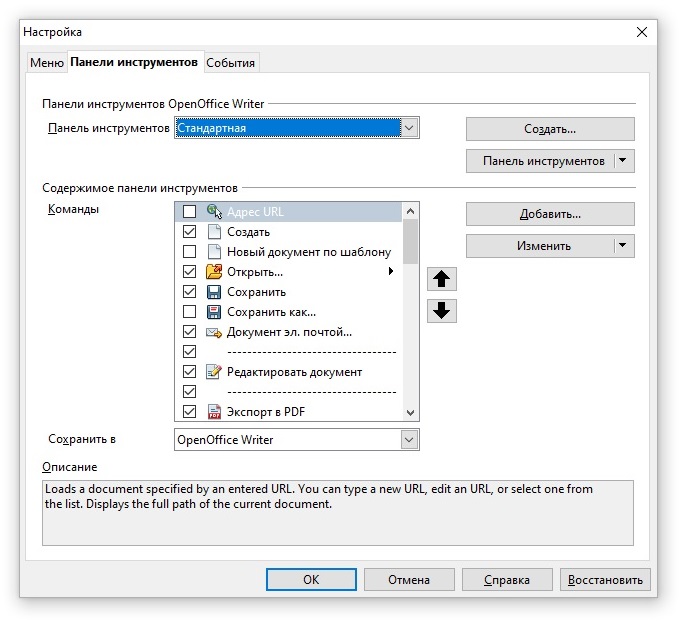 Настройка
Меню Панели инструментов События
Панели инструментов OpenOffice Writer
Панель инструментов Стандартная Создать...
Панель инструментов
Содержимое панели инструментов
Команды Адрес URL Добавить...
Создать
Новый документ по шаблону Изменить
Открыть...
Сохранить
Сохранить как...
Документ эл. почтой...
----------------------------------
Редактировать документ
----------------------------------
Экспорт в PDF
Сохранить в OpenOffice Writer
Описание
Loads a document specified by an entered URL. You can type a new URL, edit an URL, or select one from
the list. Displays the full path of the current document.
OK Отмена Справка Восстановить